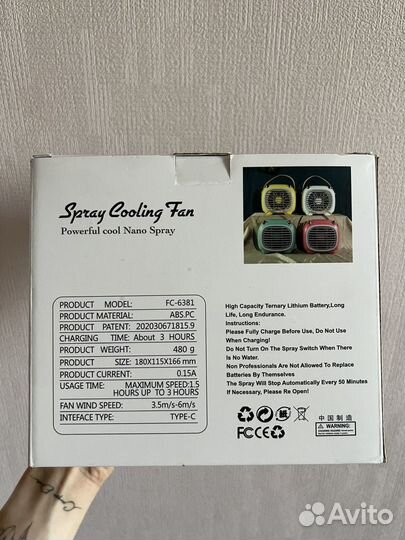 Spray Cooling Fan
Powerful cool Nano Spray
PRODUCT MODEL: FC-6381
PRODUCT MATERIAL: ABS.PC
PRODUCT PATENT: 202030671815.9
CHARGING TIME: About 3 HOURS
PRODUCT WEIGHT: 480 g
PRODUCT SIZE: 180X115X166 mm
PRODUCT CURRENT: 0.15A
USAGE TIME: MAXIMUM SPEED:1.5
HOURS UP TO 3 HOURS
FAN WIND SPEED: 3.5m/s-6m/s
INTEFACE TYPE: TYPE-C
High Capacity Ternary Lithium Battery,Long
Life, Long Endurance.
Instructions:
Please Fully Charge Before Use, Do Not Use
When Charging!
Do Not Turn On The Spray Switch When There
Is No Water.
Non Professionals Are Not Allowed To Replace
Batteries By Themselves
The Spray Will Stop Automatically Every 50 Minutes
If Necessary, Please Re Open!
FC CE
中国制造
WARNING:
Avito